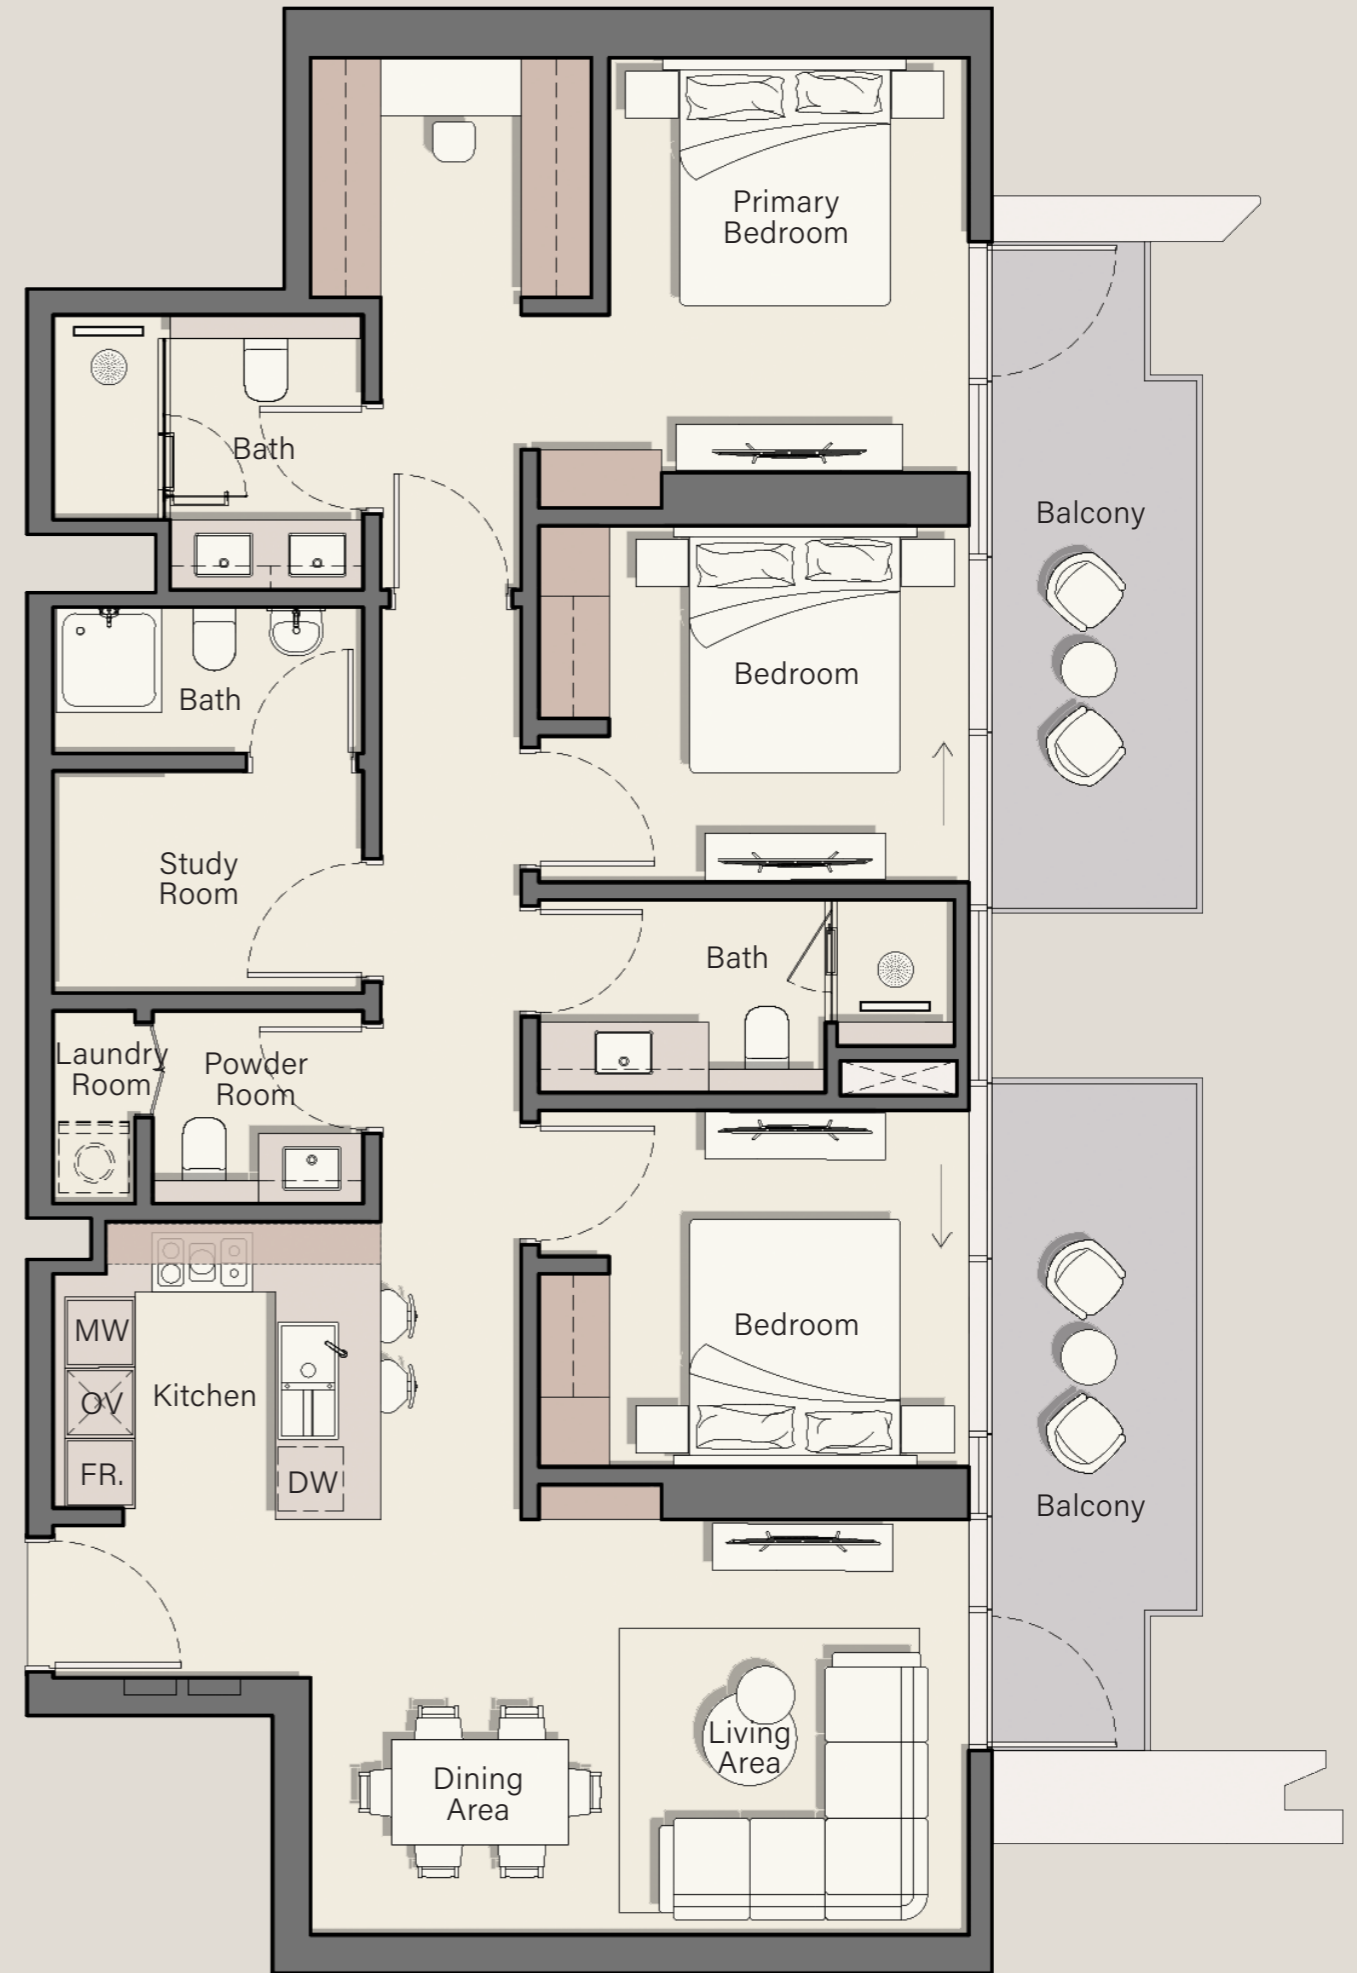 Primary
Bedroom
Bath
Balcony
Bedroom
Bath
Study
Room
Bath
Laundry
Room
Powder
Room
Bedroom
MW
OV
Kitchen
FR.
DW
Balcony
Living
Area
Dining
Area